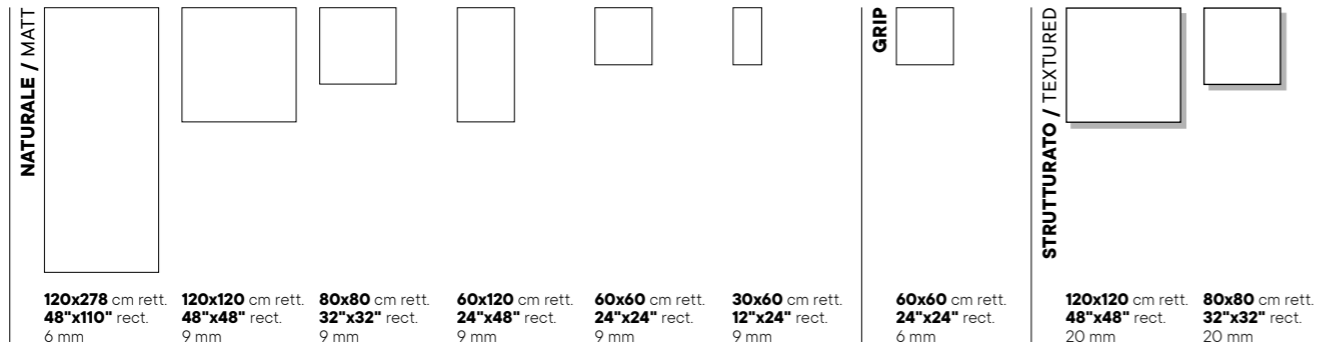 NATURALE / MATT
120x278 cm rett.
48"x110" rect.
6 mm
120x120 cm rett.
48"x48" rect.
9 mm
80x80 cm rett.
32"x32" rect.
9 mm
60x120 cm rett.
24"x48" rect.
9 mm
60x60 cm rett.
24"x24" rect.
9 mm
30x60 cm rett.
12"x24" rect.
9 mm
GRIP
60x60 cm rett.
24"x24" rect.
6 mm
STRUTTURATO / TEXTURED
120x120 cm rett.
48"x48" rect.
20 mm
80x80 cm rett.
32"x32" rect.
20 mm